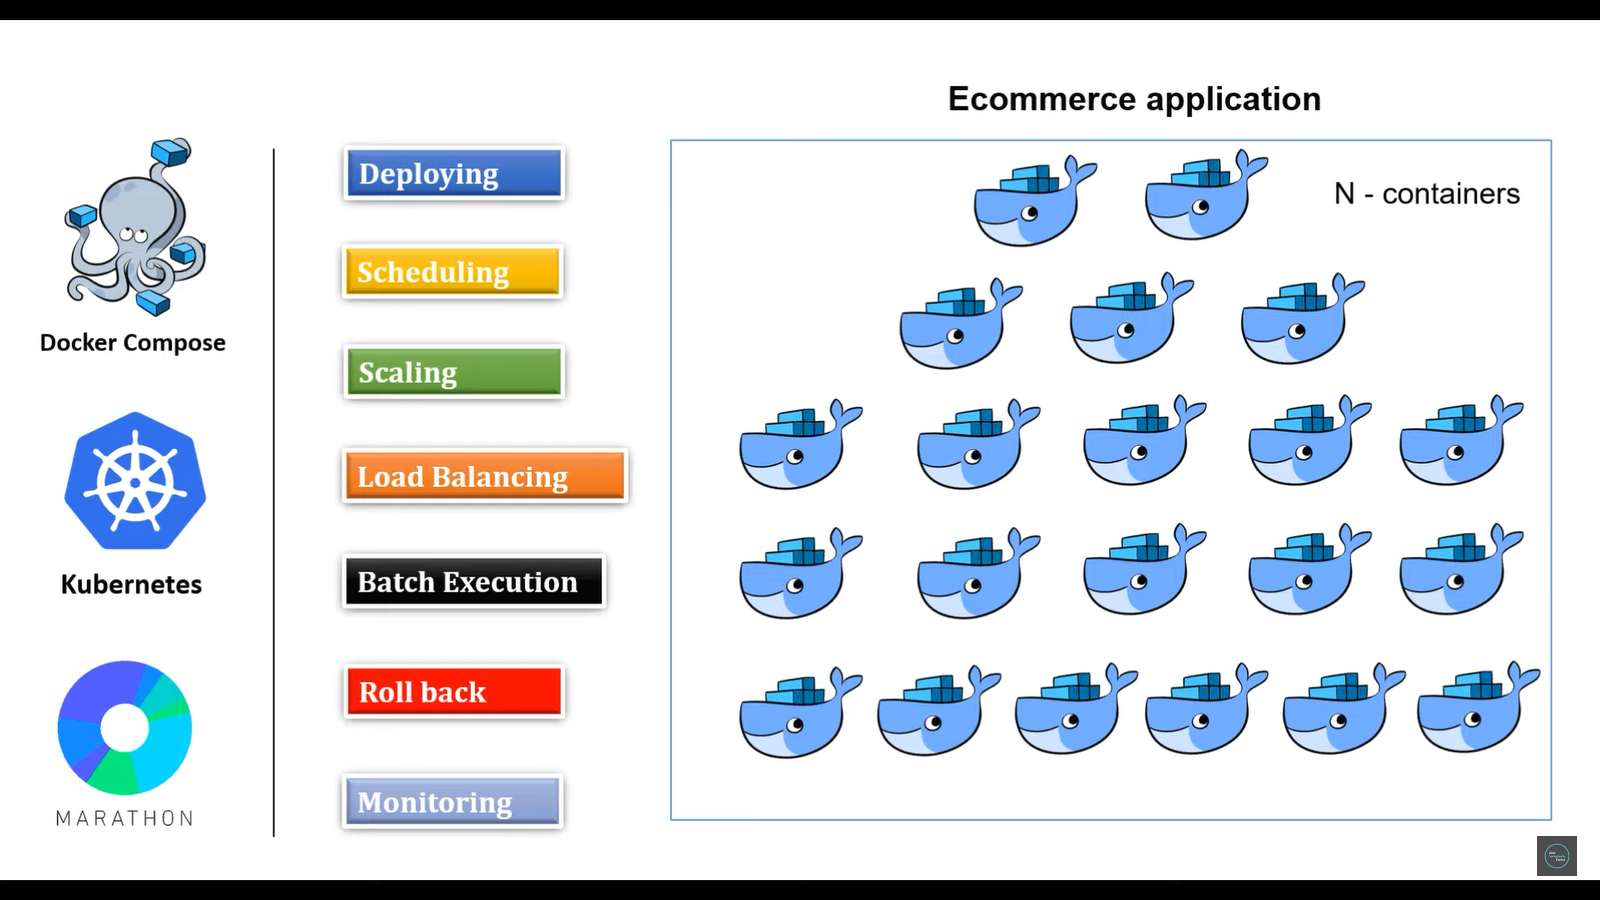 Ecommerce application
Docker Compose
Kubernetes
MARATHON
Deploying
Scheduling
Scaling
Load Balancing
Batch Execution
Roll back
Monitoring
N - containers